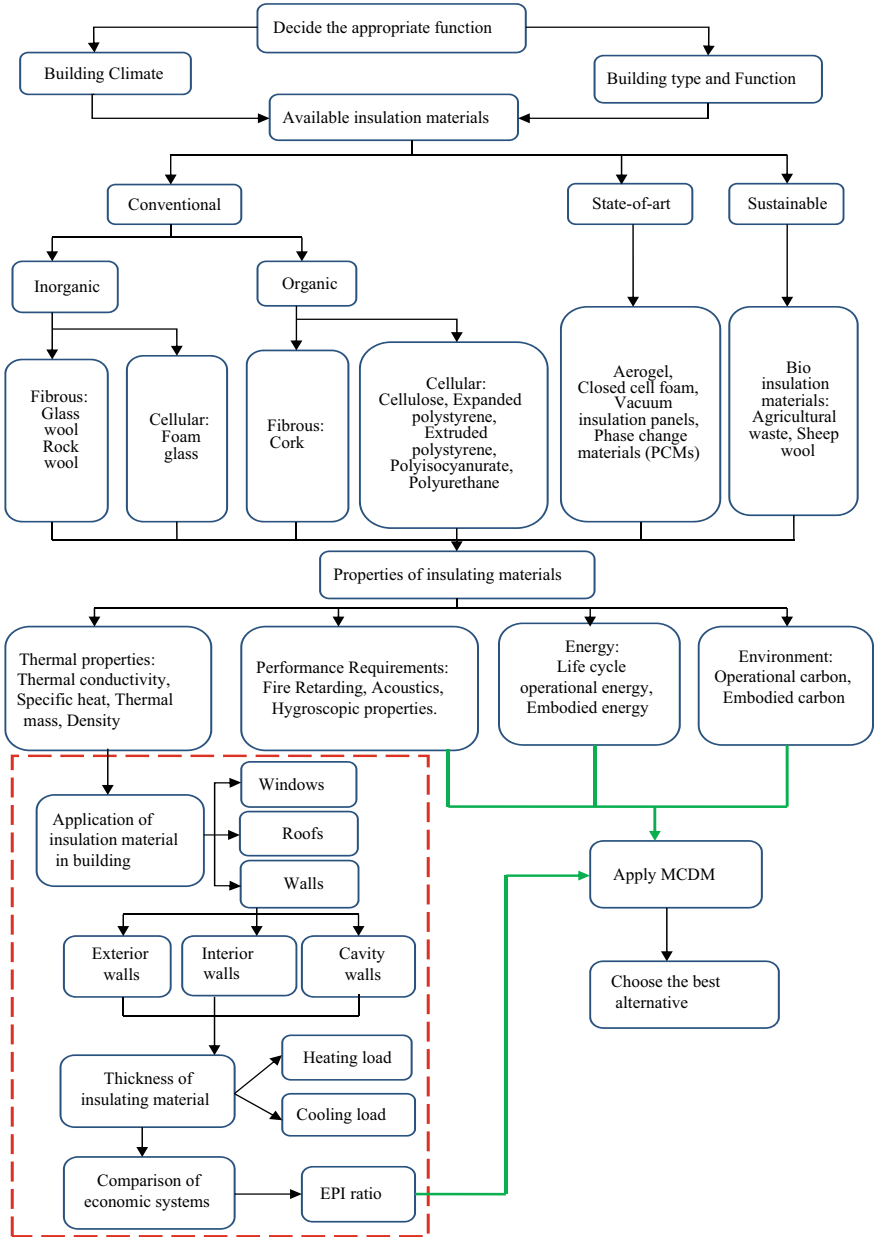 Decide the appropriate function
Building Climate
Building type and Function
Available insulation materials
Conventional
State-of-art
Sustainable
Inorganic
Organic
Fibrous:
Glass
wool
Rock
wool
Cellular:
Foam
glass
Fibrous:
Cork
Cellular:
Cellulose, Expanded
polystyrene,
Extruded
polystyrene,
Polyisocyanurate,
Polyurethane
Aerogel,
Closed cell foam,
Vacuum
insulation panels,
Phase change
materials (PCMs)
Bio
insulation
materials:
Agricultural
waste, Sheep
wool
Properties of insulating materials
Thermal properties:
Thermal conductivity,
Specific heat, Thermal
mass, Density
Performance Requirements:
Fire Retarding, Acoustics,
Hygroscopic properties.
Energy:
Life cycle
operational energy,
Embodied energy
Environment:
Operational carbon,
Embodied carbon
Application of
insulation material
in building
Windows
Roofs
Walls
Exterior
walls
Interior
walls
Cavity
walls
Thickness of
insulating material
Heating load
Cooling load
Comparison of
economic systems
EPI ratio
Apply MCDM
Choose the best
alternative